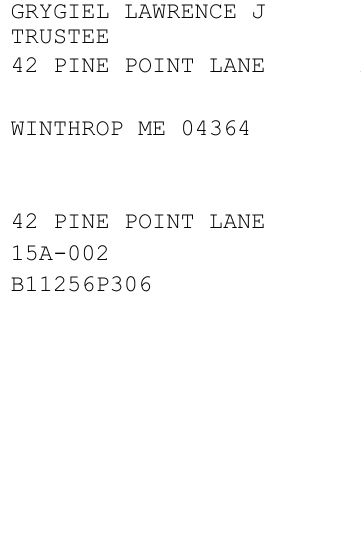 GRYGIEL LAWRENCE J
TRUSTEE
42 PINE POINT LANE
WINTHROP ME 04364
42 PINE POINT LANE
15A-002
B11256P306